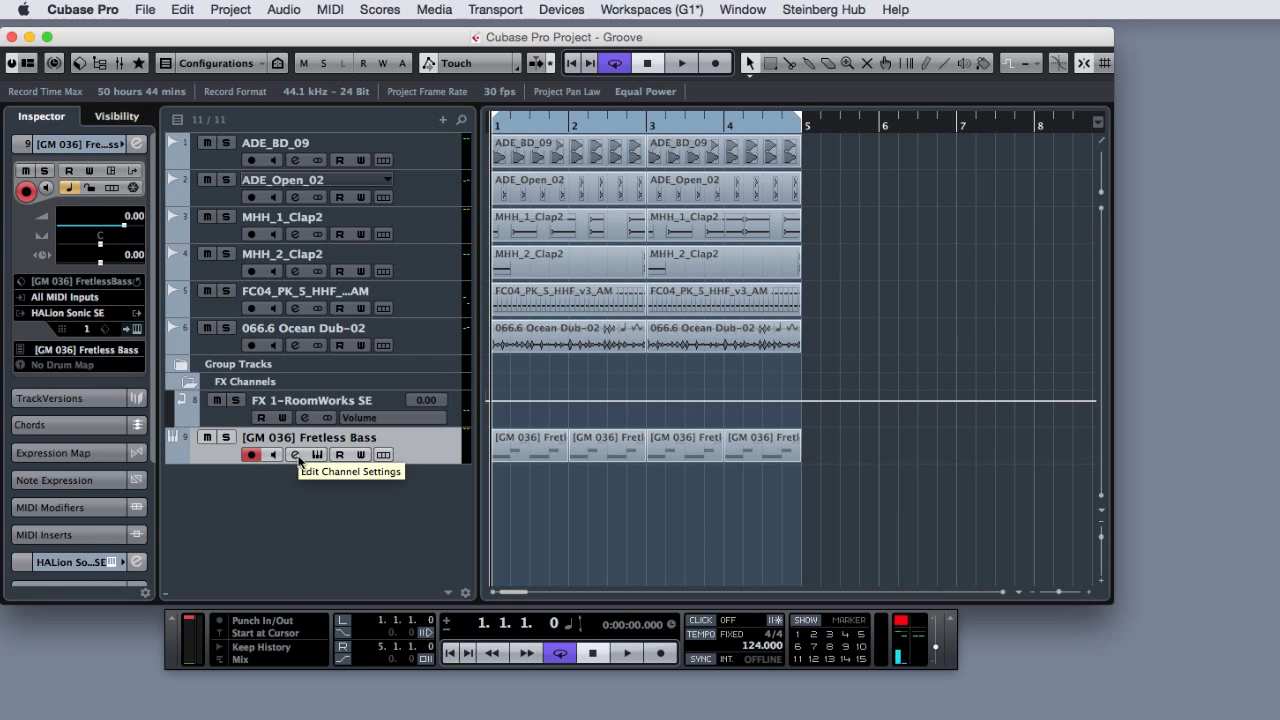 Cubase Pro File Edit Project Audio MIDI Scores Media Transport Devices Workspaces (G1*) Window Steinberg Hub Help
Cubase Pro Project - Groove
Configurations M S L R W A Touch
Record Time Max 50 hours 44 mins Record Format 44.1 kHz - 24 Bit Project Frame Rate 30 fps Project Pan Law Equal Power
Inspector Visibility 11 / 11
1 2 3 4 5 6 7 8
9 [GM 036] Fre...ss
m S R W
0.00
C
0.00
[GM 036] FretlessBass
All MIDI Inputs
HALion Sonic SE
1
[GM 036] Fretless Bass
No Drum Map
TrackVersions
Chords
Expression Map
Note Expression
MIDI Modifiers
MIDI Inserts
HALion So...SE
1 m S ADE_BD_09
R W
2 m S ADE_Open_02
R W
3 m S MHH_1_Clap2
R W
4 m S MHH_2_Clap2
R W
5 m S FC04_PK_5_HHF_...AM
R W
6 m S 066.6 Ocean Dub-02
R W
Group Tracks
FX Channels
8 m S FX 1-RoomWorks SE 0.00
R W Volume
9 m S [GM 036] Fretless Bass
R W
Edit Channel Settings
ADE_BD_09 ADE_BD_09
ADE_Open_02 ADE_Open_02
MHH_1_Clap2 MHH_1_Clap2
MHH_2_Clap2 MHH_2_Clap2
FC04_PK_5_HHF_v3_AM FC04_PK_5_HHF_v3_AM
066.6 Ocean Dub-02 066.6 Ocean Dub-02
[GM 036] Fretl [GM 036] Fretl [GM 036] Fretl [GM 036] Fretl
Punch In/Out
Start at Cursor
Keep History
Mix
L 1. 1. 1. 0
0. 0
R 5. 1. 1. 0
0. 0
1. 1. 1. 0 0:00:00.000
CLICK OFF
TEMPO FIXED 4/4
124.000
SYNC INT. OFFLINE
SHOW MARKER
1 2 3 4 5
6 7 8 9 10
11 12 13 14 15